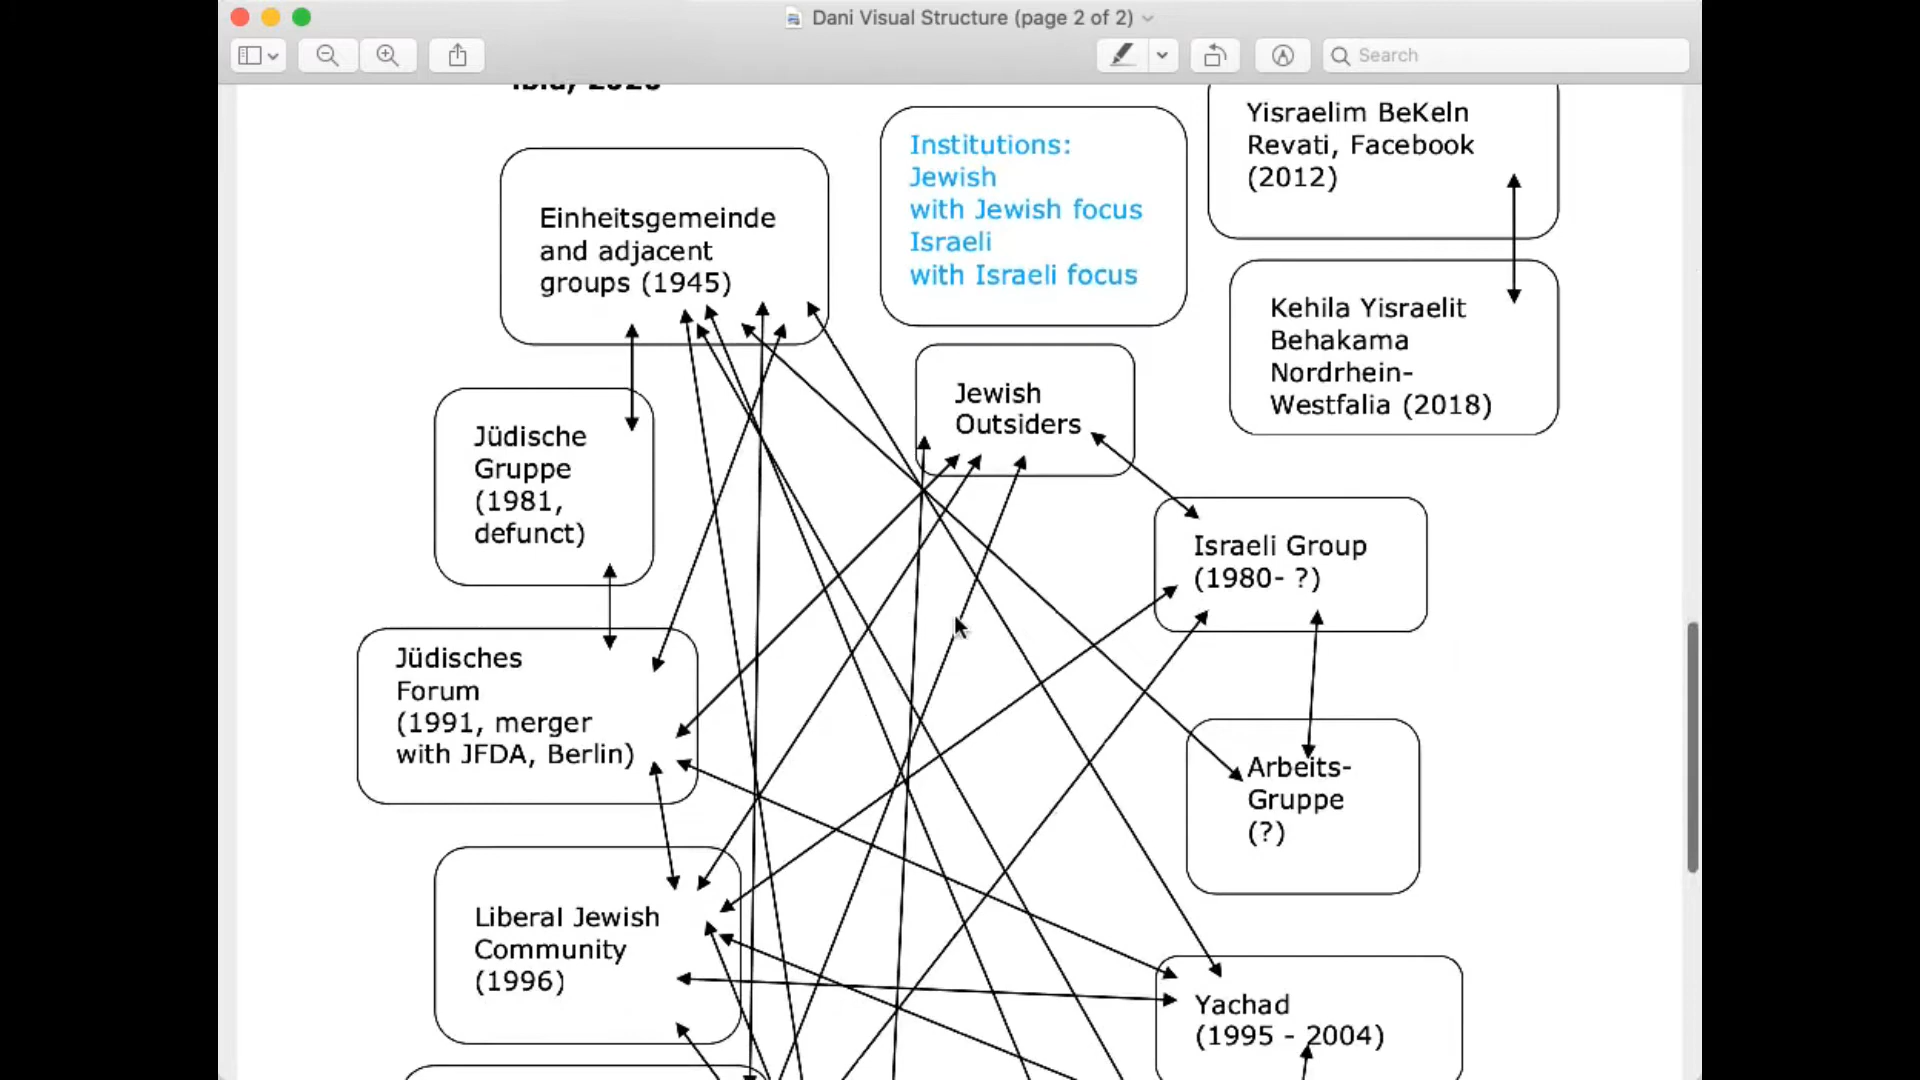 Dani Visual Structure (page 2 of 2)
Search
Yisraelim BeKeln
Revati, Facebook
(2012)
Institutions:
Jewish
with Jewish focus
Israeli
with Israeli focus
Einheitsgemeinde
and adjacent
groups (1945)
Kehila Yisraelit
Behakama
Nordrhein-
Westfalia (2018)
Jewish
Outsiders
Jüdische
Gruppe
(1981,
defunct)
Israeli Group
(1980- ?)
Jüdisches
Forum
(1991, merger
with JFDA, Berlin)
Arbeits-
Gruppe
(?)
Liberal Jewish
Community
(1996)
Yachad
(1995 - 2004)